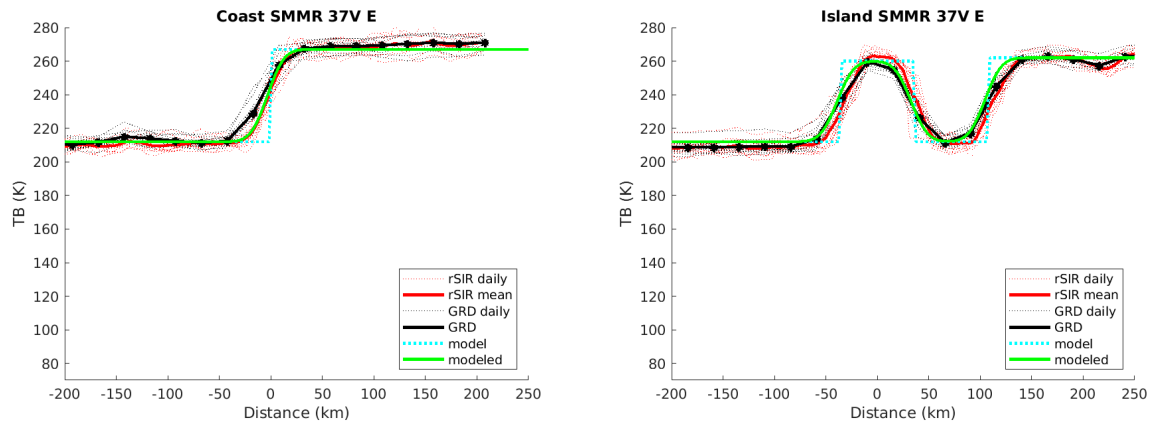 Coast SMMR 37V E
280
260
240
220
200
180
160
140
120
100
80
TB (K)
-200 -150 -100 -50 0 50 100 150 200 250
Distance (km)
rSIR daily
rSIR mean
GRD daily
GRD
model
modeled
Island SMMR 37V E
280
260
240
220
200
180
160
140
120
100
80
TB (K)
-200 -150 -100 -50 0 50 100 150 200 250
Distance (km)
rSIR daily
rSIR mean
GRD daily
GRD
model
modeled